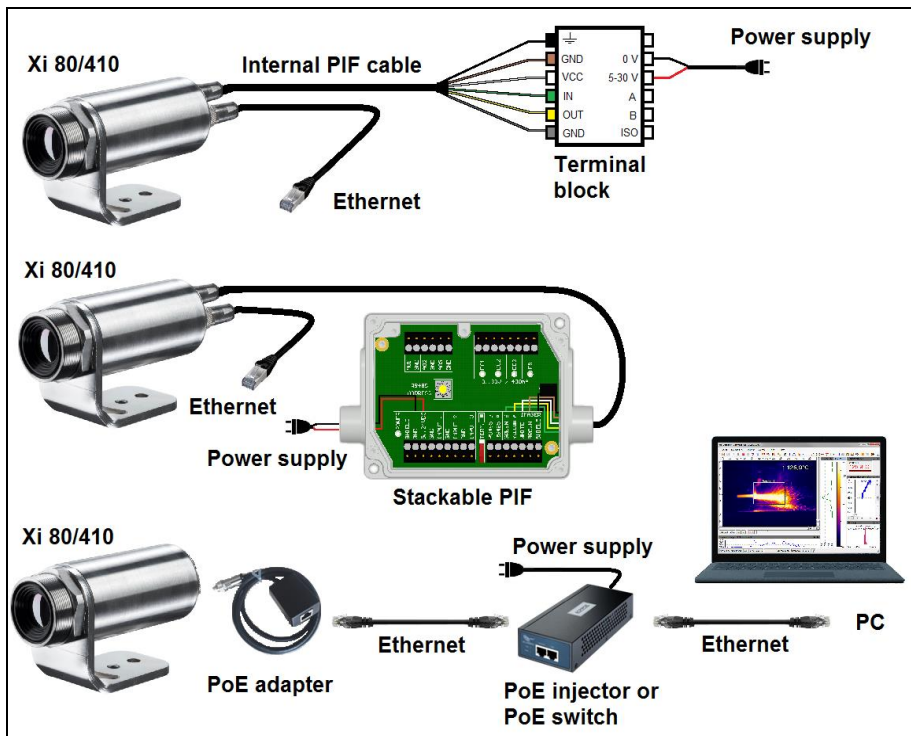 Xi 80/410
Internal PIF cable
Power supply
GND
VCC
IN
OUT
GND
0 V
5-30 V
A
B
ISO
Terminal
block
Ethernet
Xi 80/410
Ethernet
Power supply
Stackable PIF
Xi 80/410
Power supply
PoE adapter
Ethernet
PoE injector or
PoE switch
Ethernet
PC